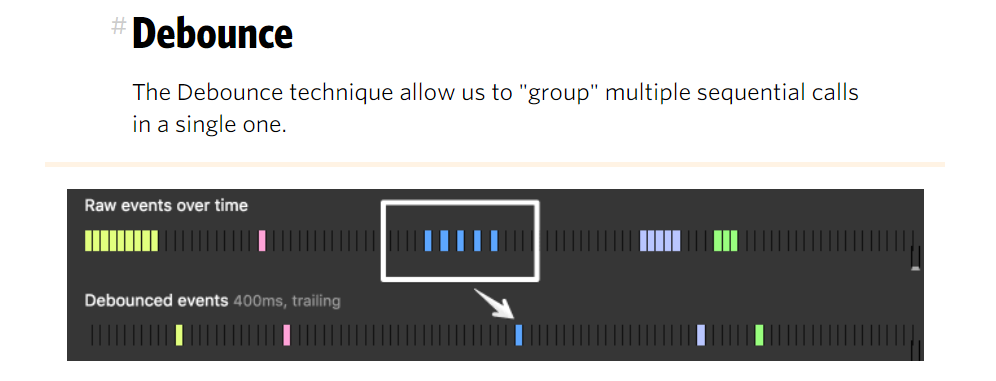 # Debounce
The Debounce technique allow us to "group" multiple sequential calls
in a single one.
Raw events over time
Debounced events 400ms, trailing